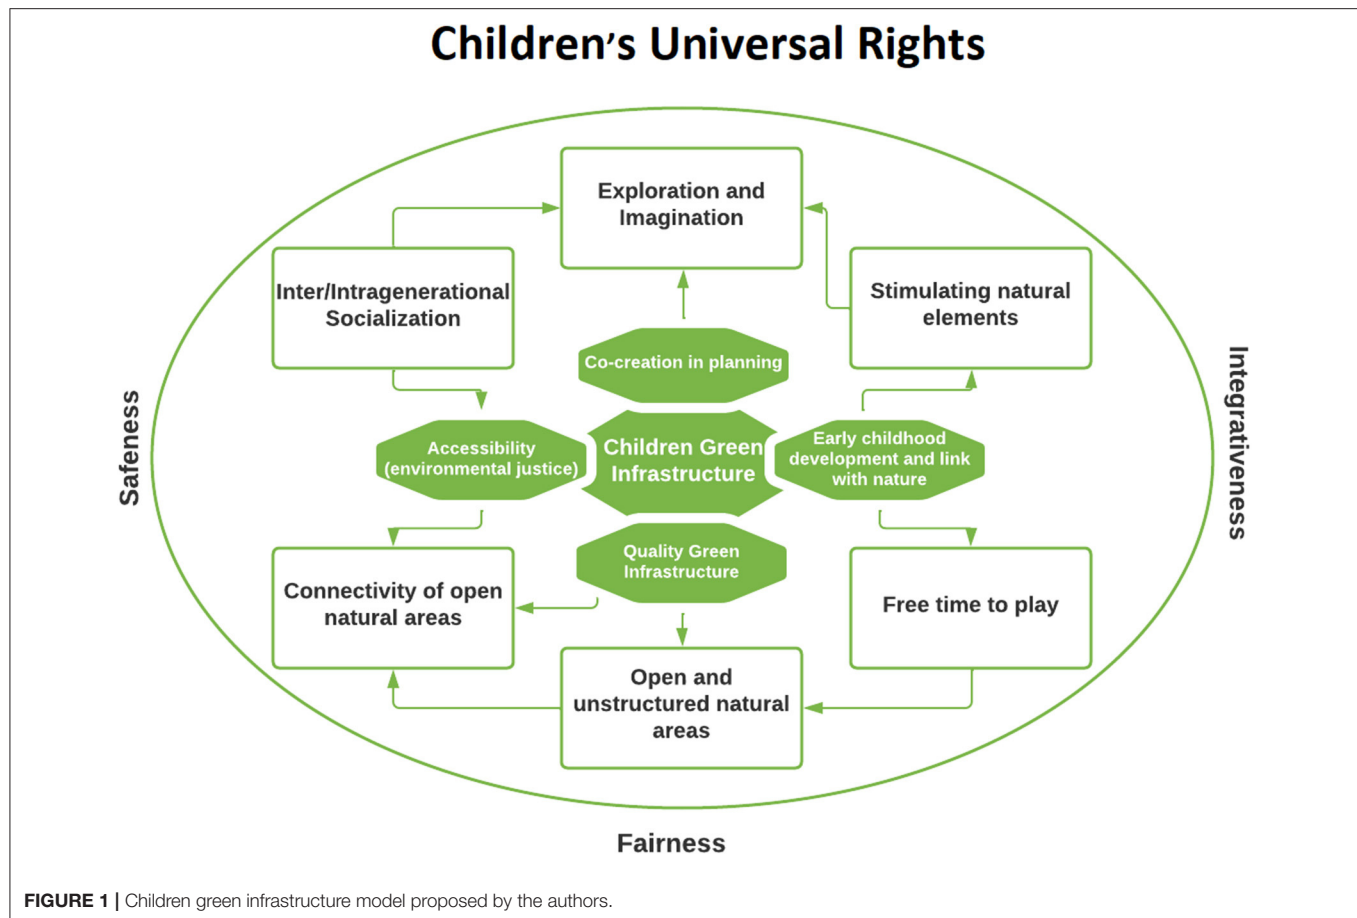 Children's Universal Rights
Exploration and
Imagination
Inter/Intragenerational
Socialization
Stimulating natural
elements
Co-creation in planning
Safeness
Integrativeness
Accessibility
(environmental justice)
Children Green
Infrastructure
Early childhood
development and link
with nature
Quality Green
Infrastructure
Connectivity of open
natural areas
Free time to play
Open and
unstructured natural
areas
Fairness
FIGURE 1 | Children green infrastructure model proposed by the authors.